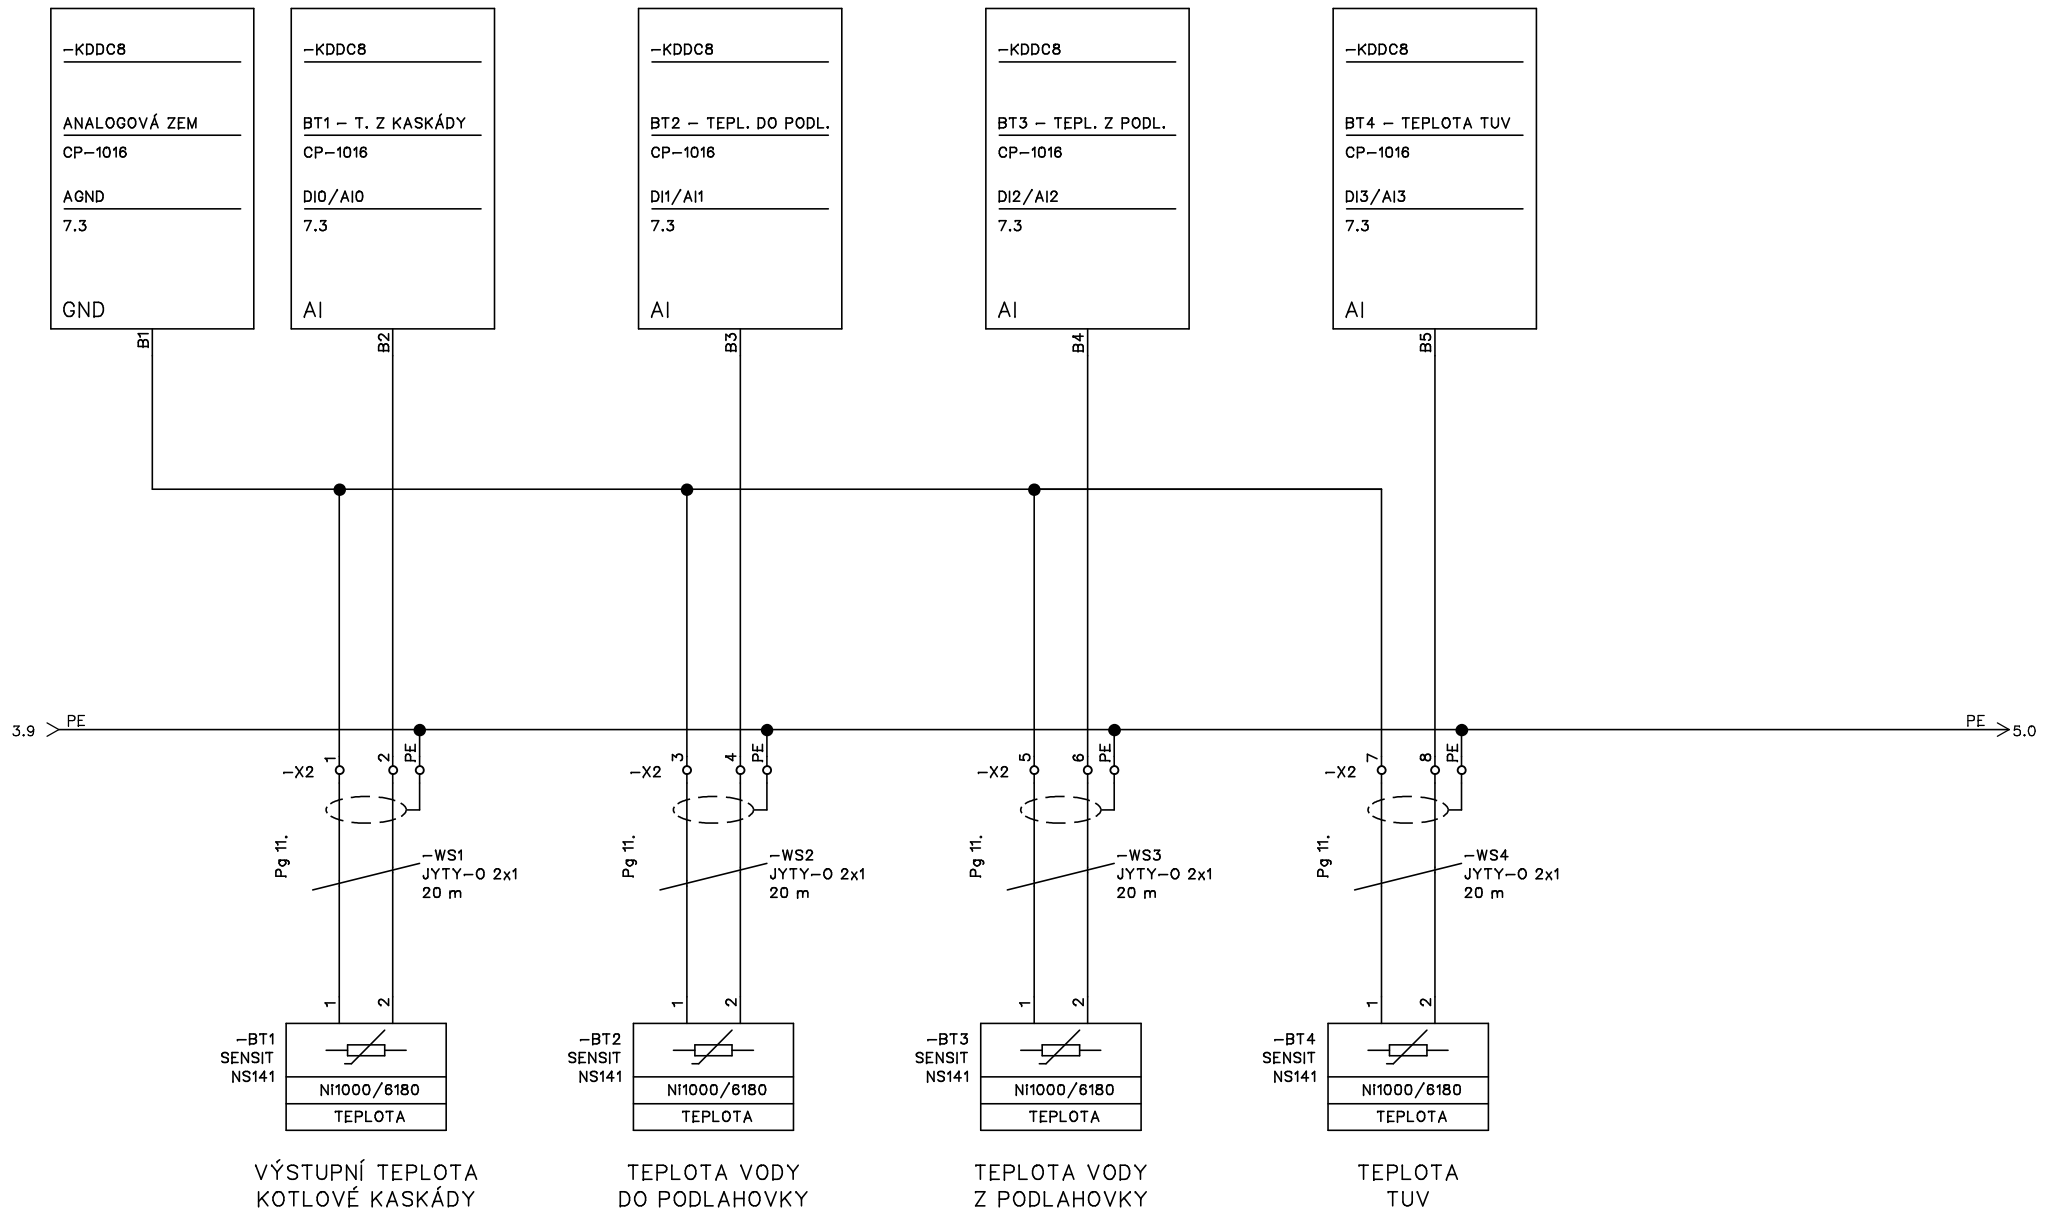 -KDDC8
ANALOGOVÁ ZEM
CP-1016
AGND
7.3
GND
B1
-KDDC8
BT1 - T. Z KASKÁDY
CP-1016
DI0/AI0
7.3
AI
B2
-KDDC8
BT2 - TEPL. DO PODL.
CP-1016
DI1/AI1
7.3
AI
B3
-KDDC8
BT3 - TEPL. Z PODL.
CP-1016
DI2/AI2
7.3
AI
B4
-KDDC8
BT4 - TEPLOTA TUV
CP-1016
DI3/AI3
7.3
AI
B5
3.9
PE
PE
5.0
-X2
1
2
PE
Pg 11.
-WS1
JYTY-O 2x1
20 m
1
2
-BT1
SENSIT
NS141
Ni1000/6180
TEPLOTA
VÝSTUPNÍ TEPLOTA
KOTLOVÉ KASKÁDY
-X2
3
4
PE
Pg 11.
-WS2
JYTY-O 2x1
20 m
1
2
-BT2
SENSIT
NS141
Ni1000/6180
TEPLOTA
TEPLOTA VODY
DO PODLAHOVKY
-X2
5
6
PE
Pg 11.
-WS3
JYTY-O 2x1
20 m
1
2
-BT3
SENSIT
NS141
Ni1000/6180
TEPLOTA
TEPLOTA VODY
Z PODLAHOVKY
-X2
7
8
PE
Pg 11.
-WS4
JYTY-O 2x1
20 m
1
2
-BT4
SENSIT
NS141
Ni1000/6180
TEPLOTA
TEPLOTA
TUV